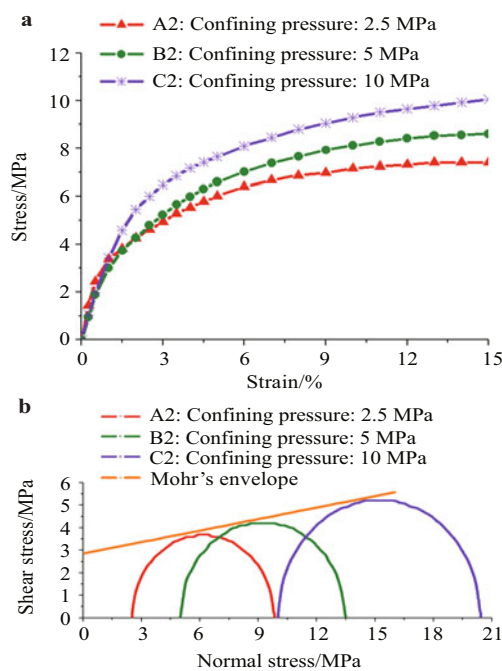 a
A2: Confining pressure: 2.5 MPa
B2: Confining pressure: 5 MPa
C2: Confining pressure: 10 MPa
12
10
8
6
4
2
0
Stress/MPa
0 3 6 9 12 15
Strain/%
b
A2: Confining pressure: 2.5 MPa
B2: Confining pressure: 5 MPa
C2: Confining pressure: 10 MPa
Mohr's envelope
6
5
4
3
2
1
0
Shear stress/MPa
0 3 6 9 12 15 18 21
Normal stress/MPa